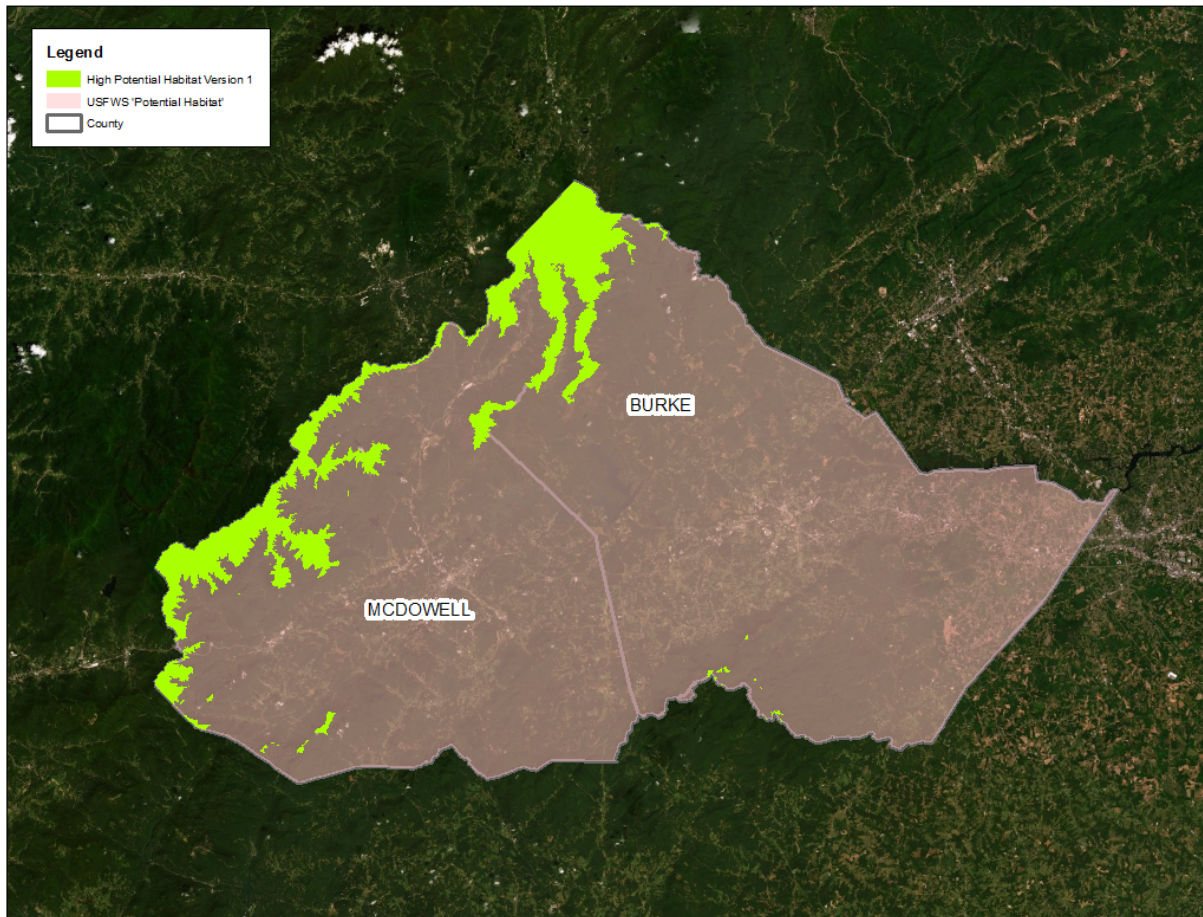 Legend
High Potential Habitat Version 1
USFWS 'Potential Habitat'
County
BURKE
MCDOWELL